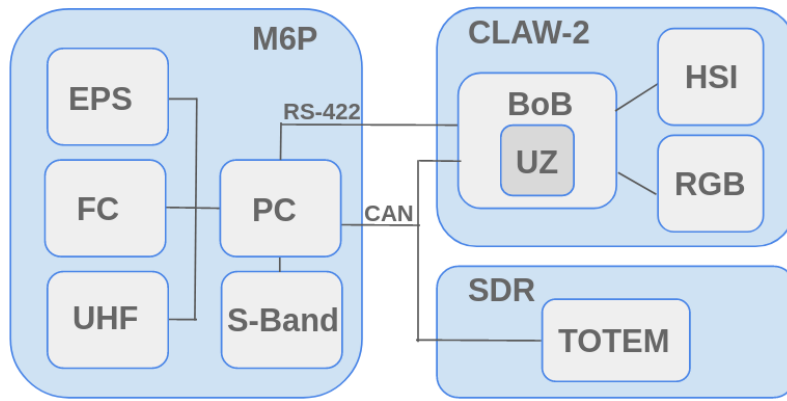 M6P
EPS
FC
UHF
PC
S-Band
RS-422
CAN
CLAW-2
BoB
UZ
HSI
RGB
SDR
TOTEM